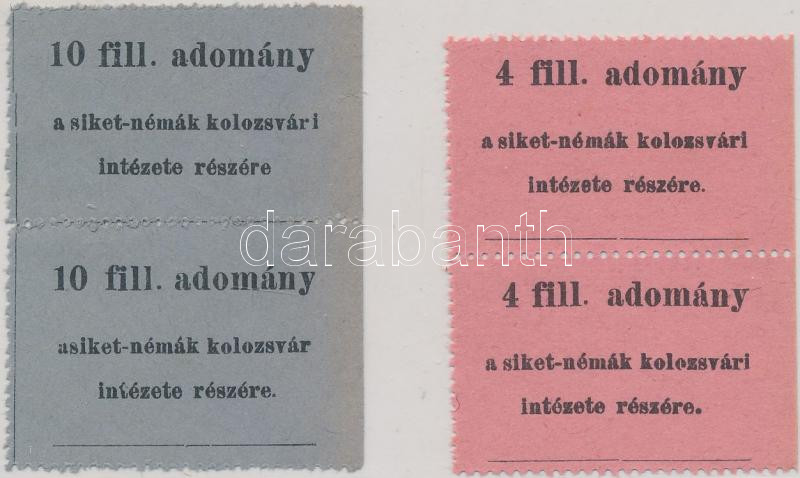 10 fill. adomány
a siket-némák kolozsvári
intézete részére
10 fill. adomány
asiket-némák kolozsvár
intézete részére.
4 fill. adomány
a siket-némák kolozsvári
intézete részére.
4 fill. adomány
a siket-némák kolozsvári
intézete részére.
darabanth